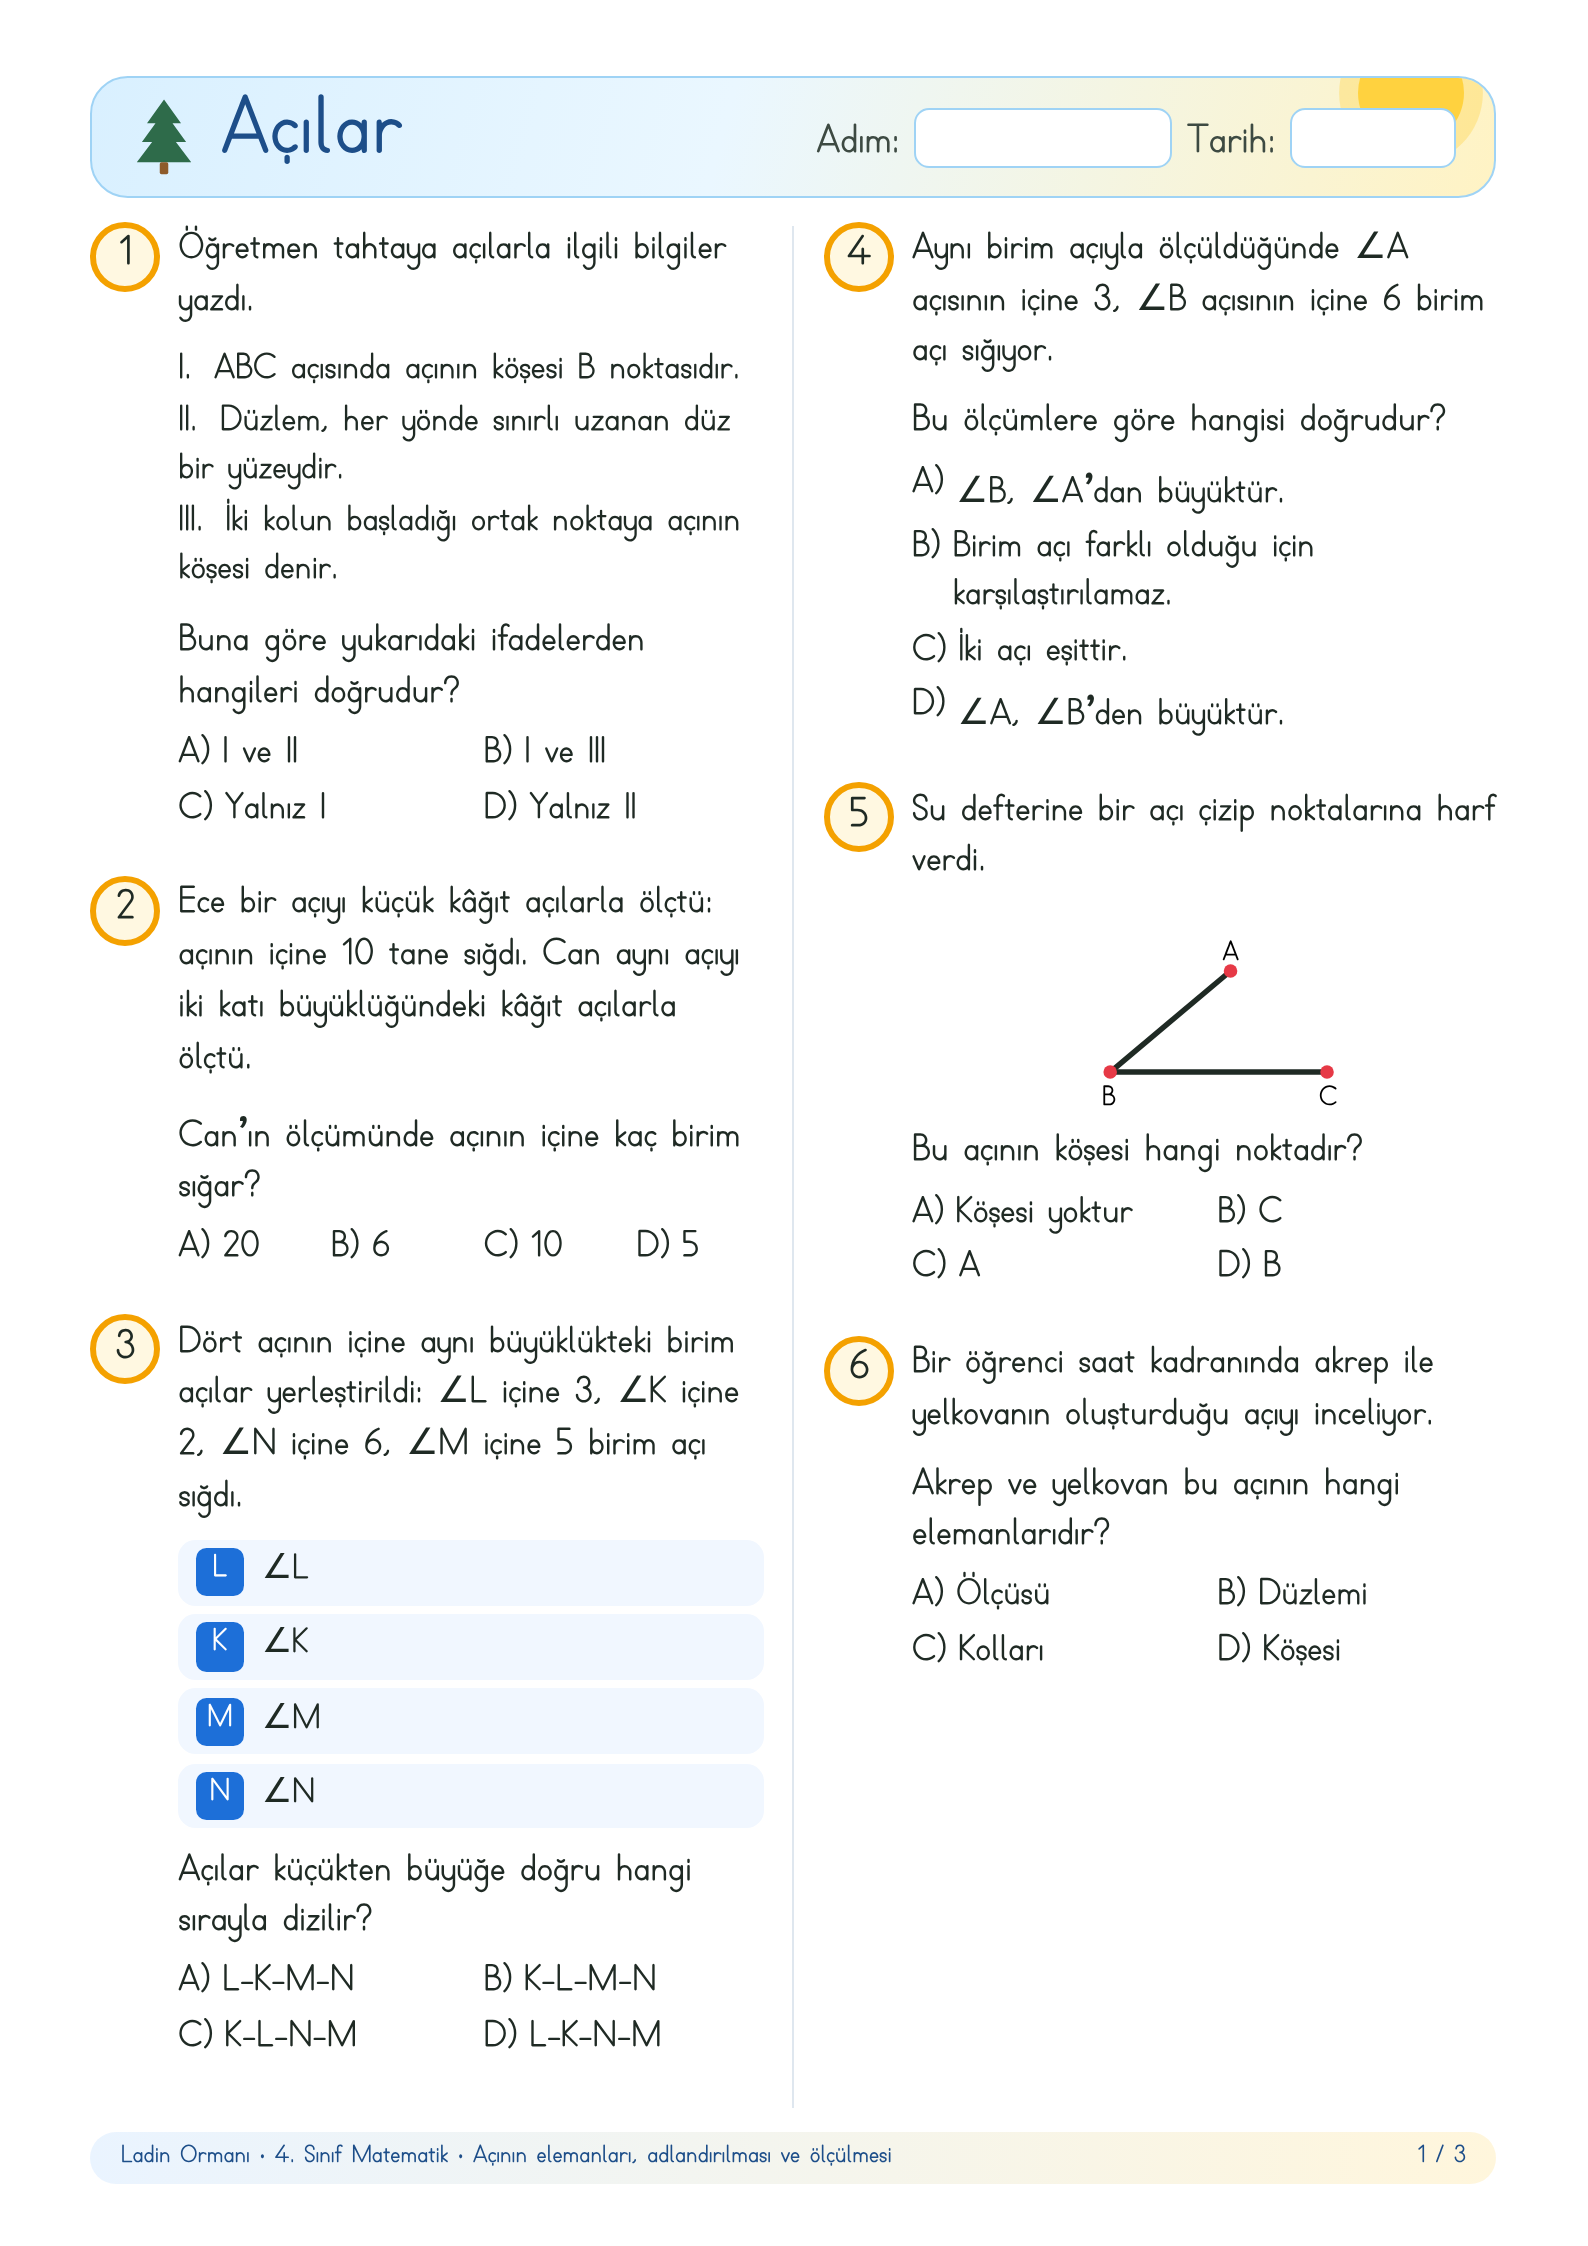 Açılar
Adım:
Tarih:
1
Öğretmen tahtaya açılarla ilgili bilgiler
yazdı.
I. ABC açısında açının köşesi B noktasıdır.
II. Düzlem, her yönde sınırlı uzanan düz
bir yüzeydir.
III. İki kolun başladığı ortak noktaya açının
köşesi denir.
Buna göre yukarıdaki ifadelerden
hangileri doğrudur?
A) I ve II
B) I ve III
C) Yalnız I
D) Yalnız II
2
Ece bir açıyı küçük kâğıt açılarla ölçtü:
açının içine 10 tane sığdı. Can aynı açıyı
iki katı büyüklüğündeki kâğıt açılarla
ölçtü.
Can’ın ölçümünde açının içine kaç birim
sığar?
A) 20
B) 6
C) 10
D) 5
3
Dört açının içine aynı büyüklükteki birim
açılar yerleştirildi: ∠L içine 3, ∠K içine
2, ∠N içine 6, ∠M içine 5 birim açı
sığdı.
L ∠L
K ∠K
M ∠M
N ∠N
Açılar küçükten büyüğe doğru hangi
sırayla dizilir?
A) L-K-M-N
B) K-L-M-N
C) K-L-N-M
D) L-K-N-M
4
Aynı birim açıyla ölçüldüğünde ∠A
açısının içine 3, ∠B açısının içine 6 birim
açı sığıyor.
Bu ölçümlere göre hangisi doğrudur?
A) ∠B, ∠A’dan büyüktür.
B) Birim açı farklı olduğu için
karşılaştırılamaz.
C) İki açı eşittir.
D) ∠A, ∠B’den büyüktür.
5
Su defterine bir açı çizip noktalarına harf
verdi.
A
B
C
Bu açının köşesi hangi noktadır?
A) Köşesi yoktur
B) C
C) A
D) B
6
Bir öğrenci saat kadranında akrep ile
yelkovanın oluşturduğu açıyı inceliyor.
Akrep ve yelkovan bu açının hangi
elemanlarıdır?
A) Ölçüsü
B) Düzlemi
C) Kolları
D) Köşesi
Ladin Ormanı • 4. Sınıf Matematik • Açının elemanları, adlandırılması ve ölçülmesi
1 / 3